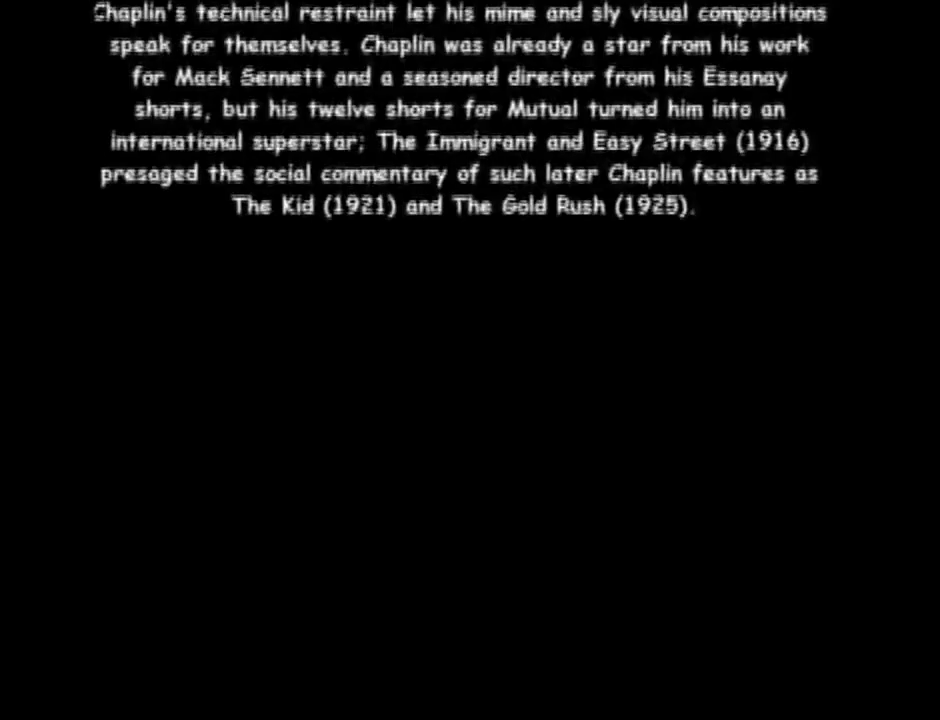 Chaplin's technical restraint let his mime and sly visual compositions
speak for themselves. Chaplin was already a star from his work
for Mack Sennett and a seasoned director from his Essanay
shorts, but his twelve shorts for Mutual turned him into an
international superstar; The Immigrant and Easy Street (1916)
presaged the social commentary of such later Chaplin features as
The Kid (1921) and The Gold Rush (1925).